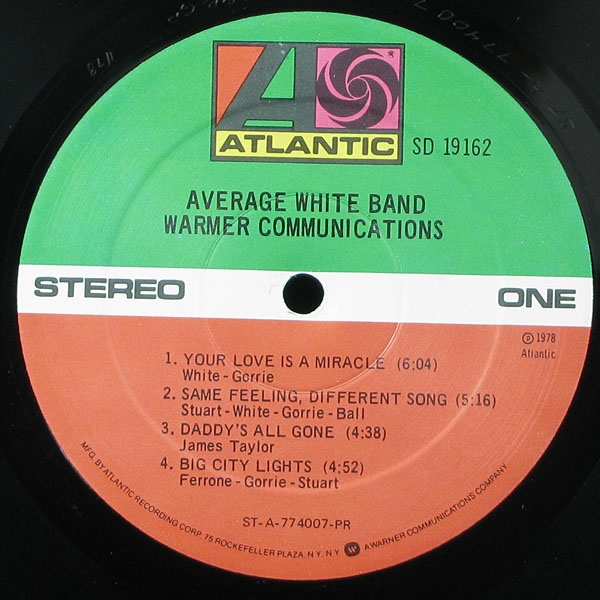 ATLANTIC
SD 19162
AVERAGE WHITE BAND
WARMER COMMUNICATIONS
STEREO
ONE
℗ 1978
Atlantic
1. YOUR LOVE IS A MIRACLE (6:04)
White - Gorrie
2. SAME FEELING, DIFFERENT SONG (5:16)
Stuart - White - Gorrie - Ball
3. DADDY'S ALL GONE (4:38)
James Taylor
4. BIG CITY LIGHTS (4:52)
Ferrone - Gorrie - Stuart
ST-A-774007-PR
MFG. BY ATLANTIC RECORDING CORP. 75 ROCKEFELLER PLAZA, N.Y. N.Y. A WARNER COMMUNICATIONS COMPANY